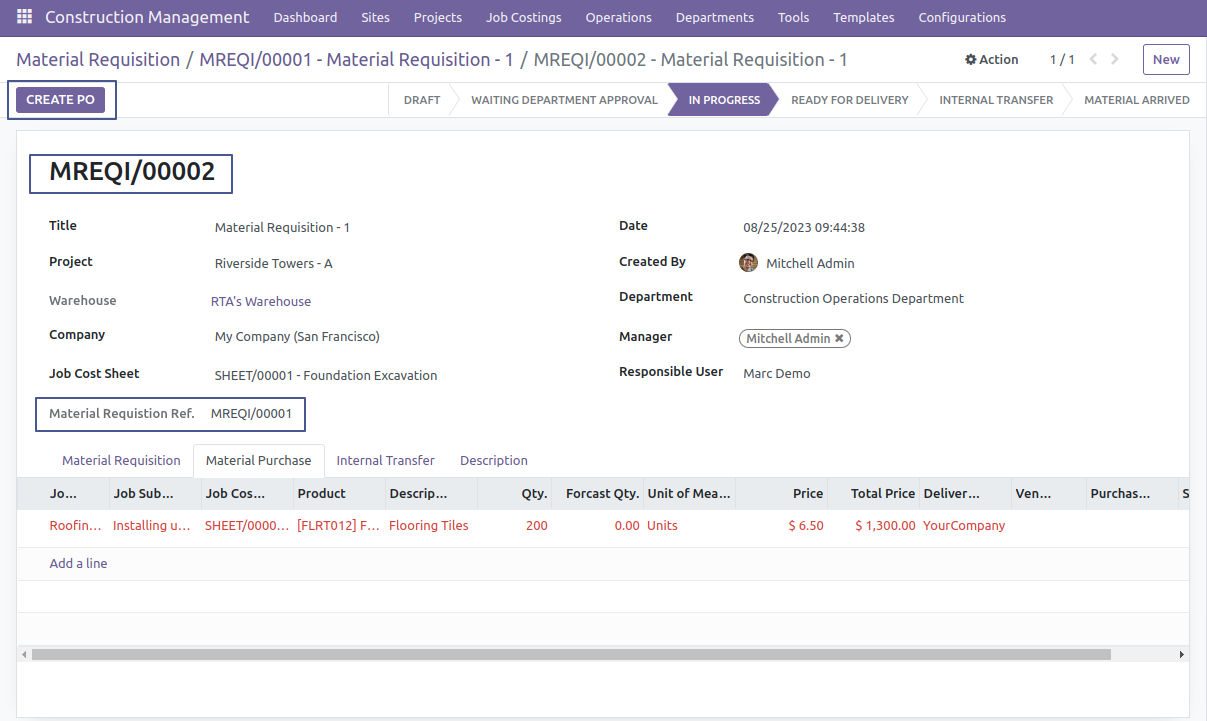 Construction Management Dashboard Sites Projects Job Costings Operations Departments Tools Templates Configurations
Material Requisition / MREQI/00001 - Material Requisition - 1 / MREQI/00002 - Material Requisition - 1 Action 1 / 1 New
CREATE PO DRAFT WAITING DEPARTMENT APPROVAL IN PROGRESS READY FOR DELIVERY INTERNAL TRANSFER MATERIAL ARRIVED
MREQI/00002
Title Material Requisition - 1 Date 08/25/2023 09:44:38
Project Riverside Towers - A Created By Mitchell Admin
Warehouse RTA's Warehouse Department Construction Operations Department
Company My Company (San Francisco) Manager Mitchell Admin ✖
Job Cost Sheet SHEET/00001 - Foundation Excavation Responsible User Marc Demo
Material Requistion Ref. MREQI/00001
Material Requisition Material Purchase Internal Transfer Description
Jo... Job Sub... Job Cos... Product Descrip... Qty. Forcast Qty. Unit of Mea... Price Total Price Deliver... Ven... Purchas... S
Roofin... Installing u... SHEET/0000... [FLRT012] F... Flooring Tiles 200 0.00 Units $ 6.50 $ 1,300.00 YourCompany
Add a line